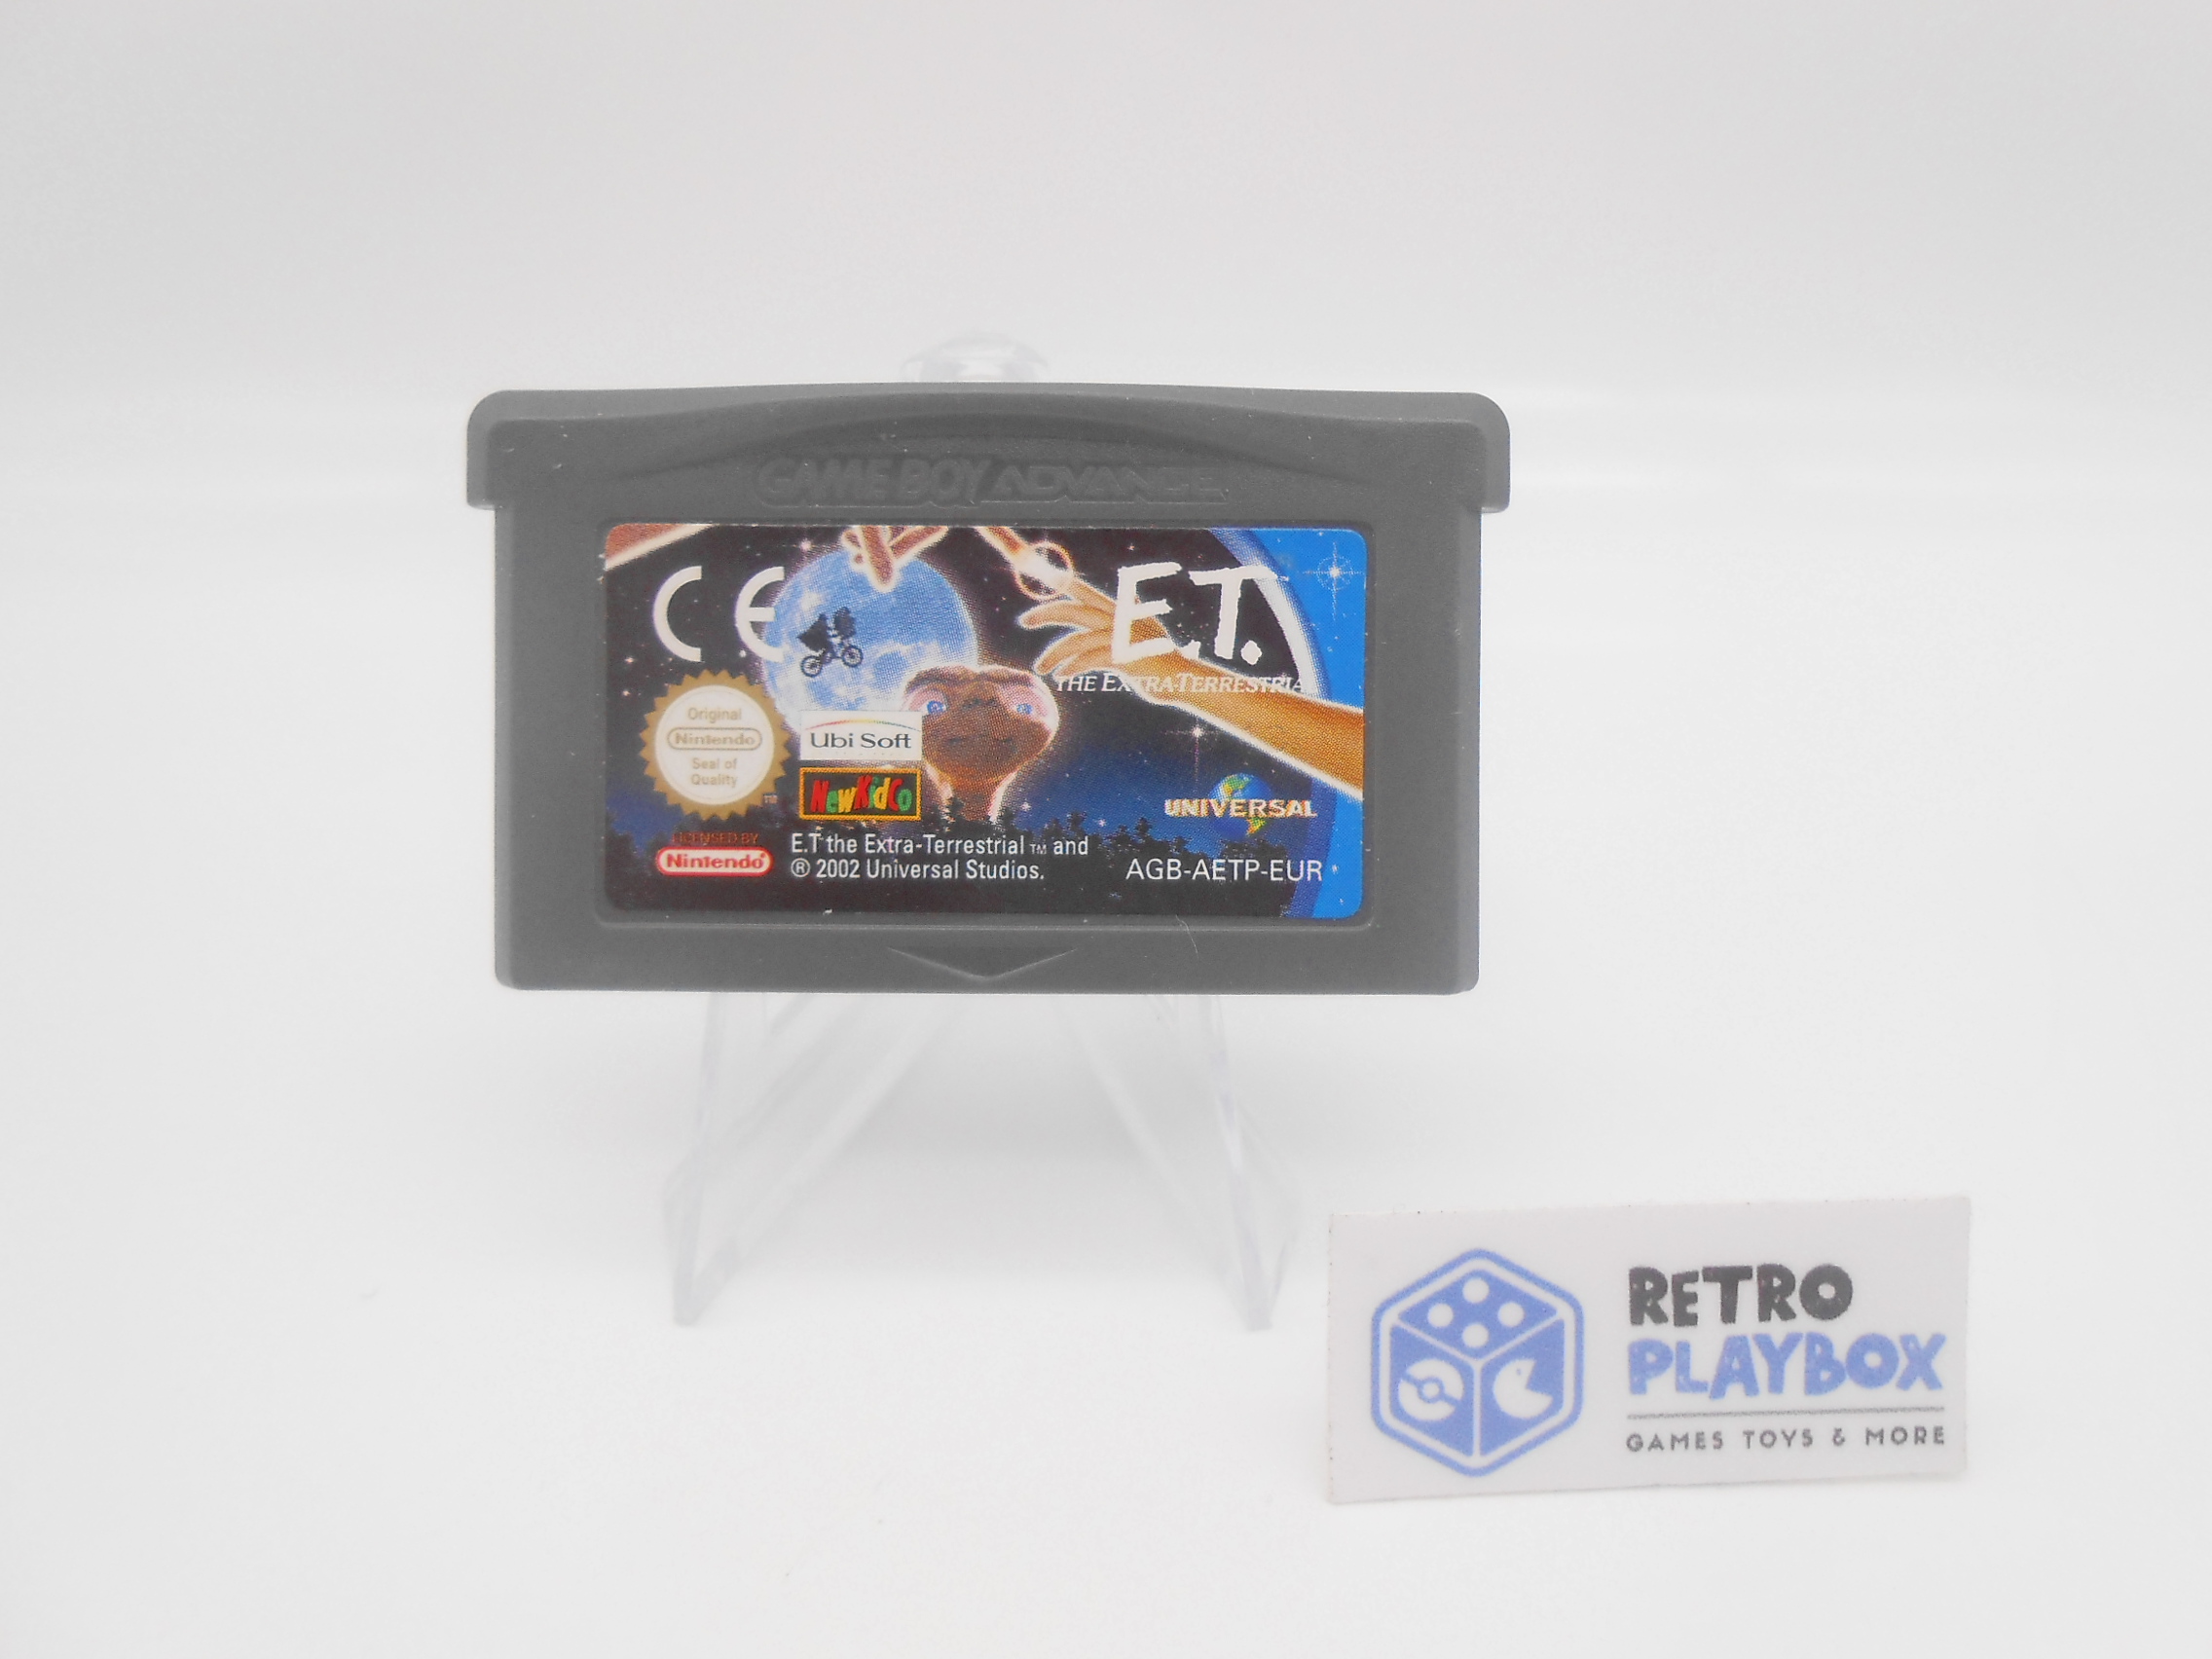 GAME BOY ADVANCE
CE
E.T.
THE EXTRA-TERRESTRIAL
Original
Nintendo
Seal of
Quality
TM
Ubi Soft
NewKidCo
UNIVERSAL
LICENSED BY
Nintendo®
E.T the Extra-Terrestrial TM and
® 2002 Universal Studios.
AGB-AETP-EUR
RETRO
PLAYBOX
GAMES TOYS & MORE